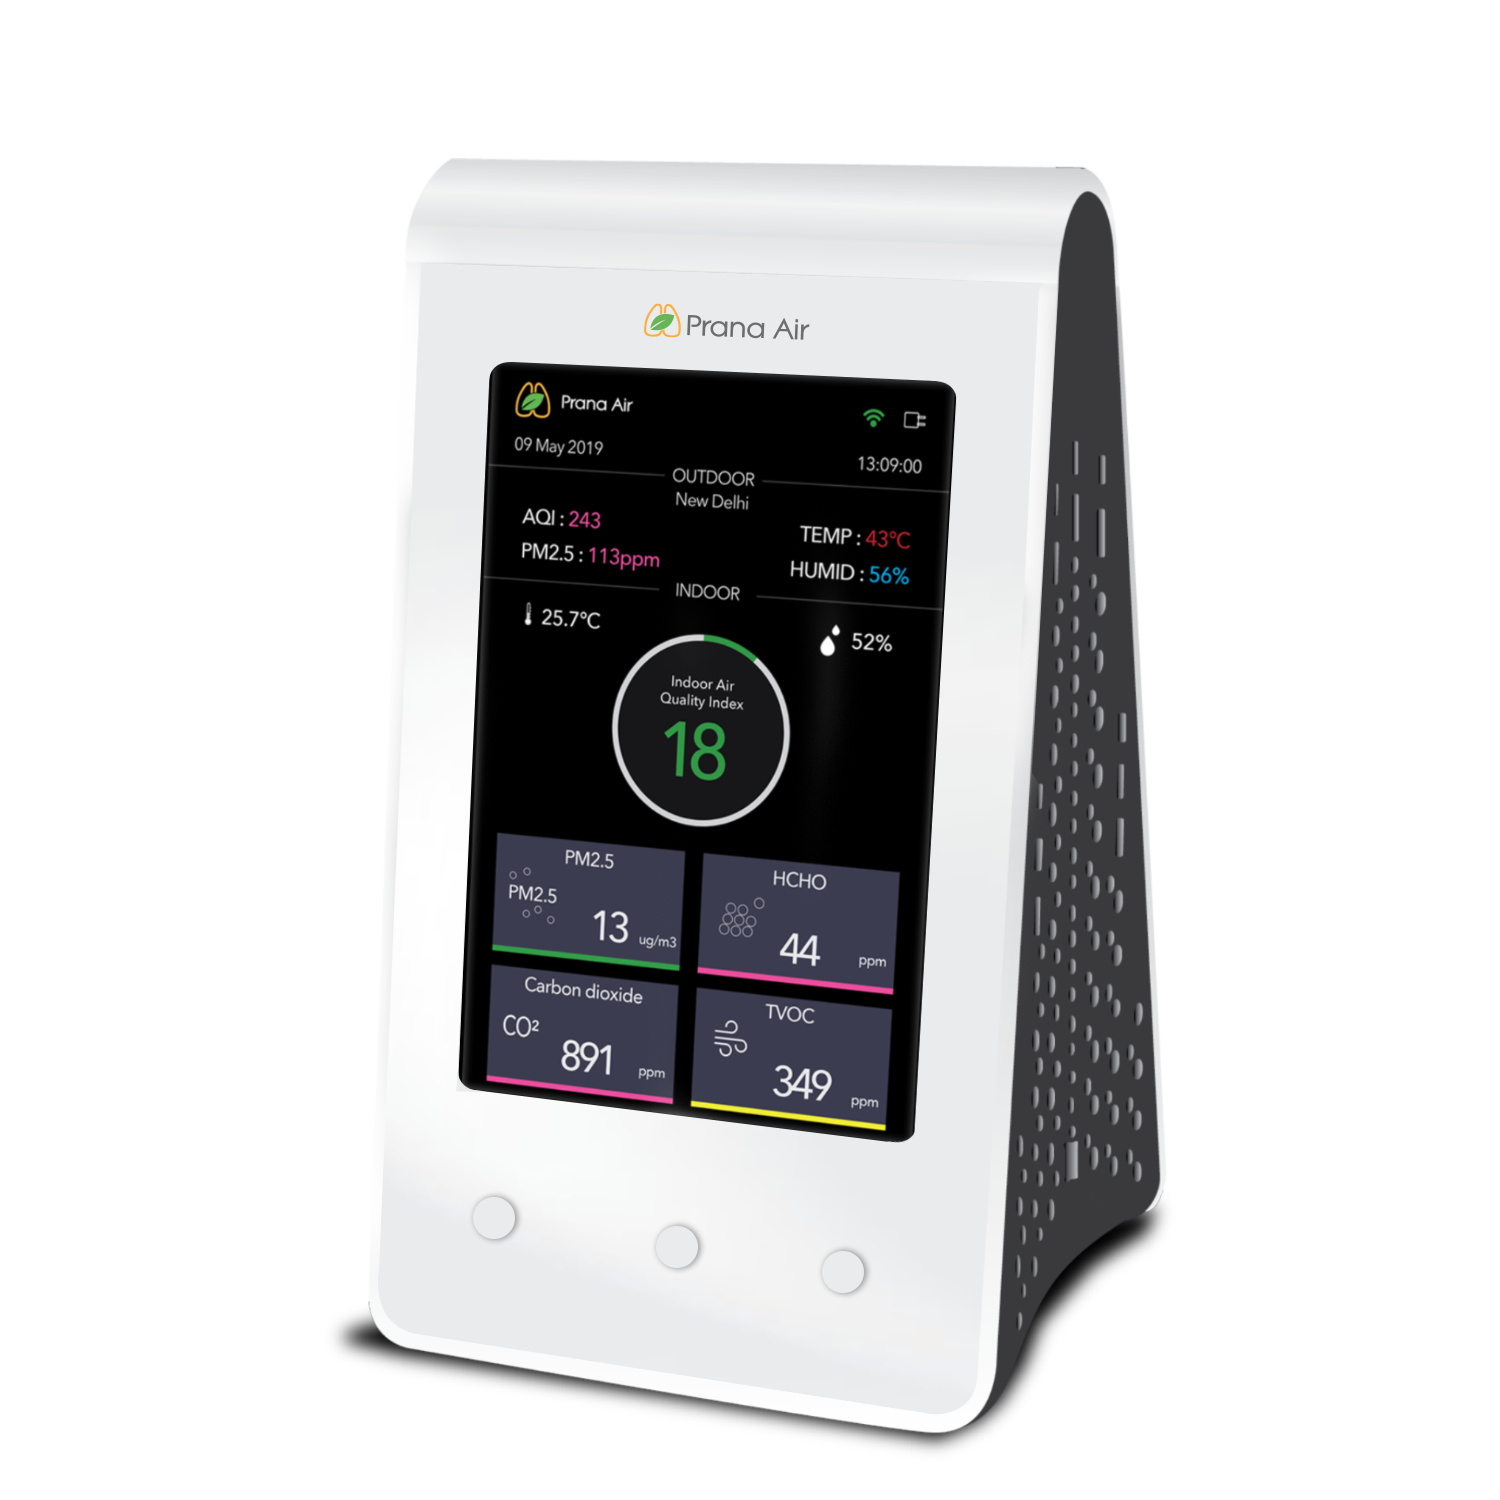 Prana Air
Prana Air
09 May 2019
13:09:00
OUTDOOR
New Delhi
AQI : 243
TEMP : 43°C
PM2.5 : 113ppm
HUMID : 56%
INDOOR
25.7°C
52%
Indoor Air
Quality Index
18
PM2.5
PM2.5
13 ug/m3
HCHO
44 ppm
Carbon dioxide
CO²
891 ppm
TVOC
349 ppm